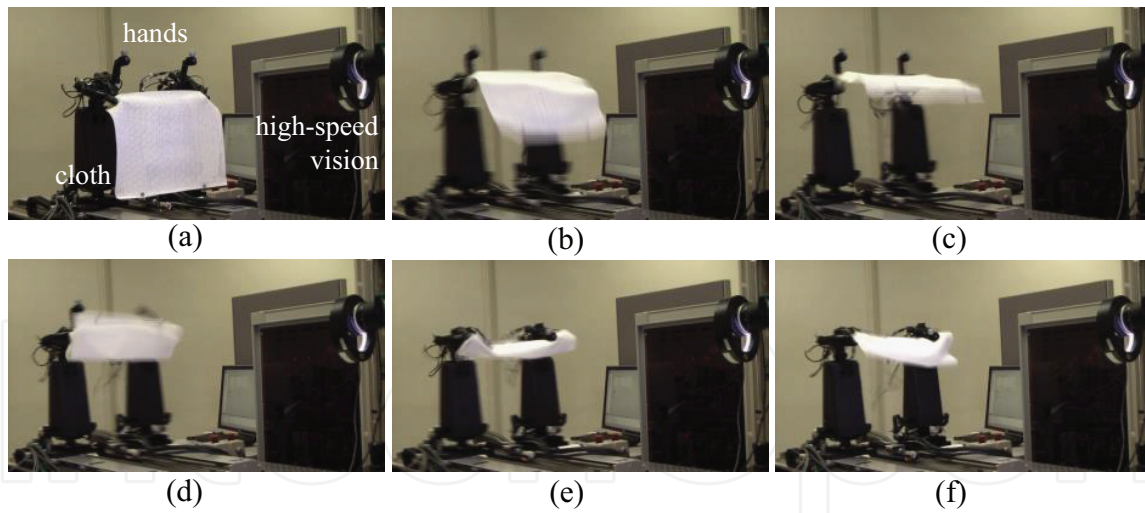 hands
high-speed
vision
cloth
(a)
(b)
(c)
(d)
(e)
(f)